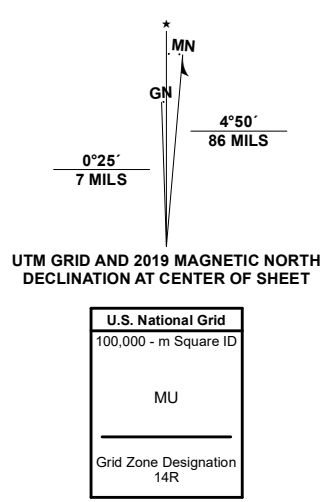 ★
MN
GN
4°50´
86 MILS
0°25´
7 MILS
UTM GRID AND 2019 MAGNETIC NORTH
DECLINATION AT CENTER OF SHEET
U.S. National Grid
100,000 - m Square ID
MU
Grid Zone Designation
14R